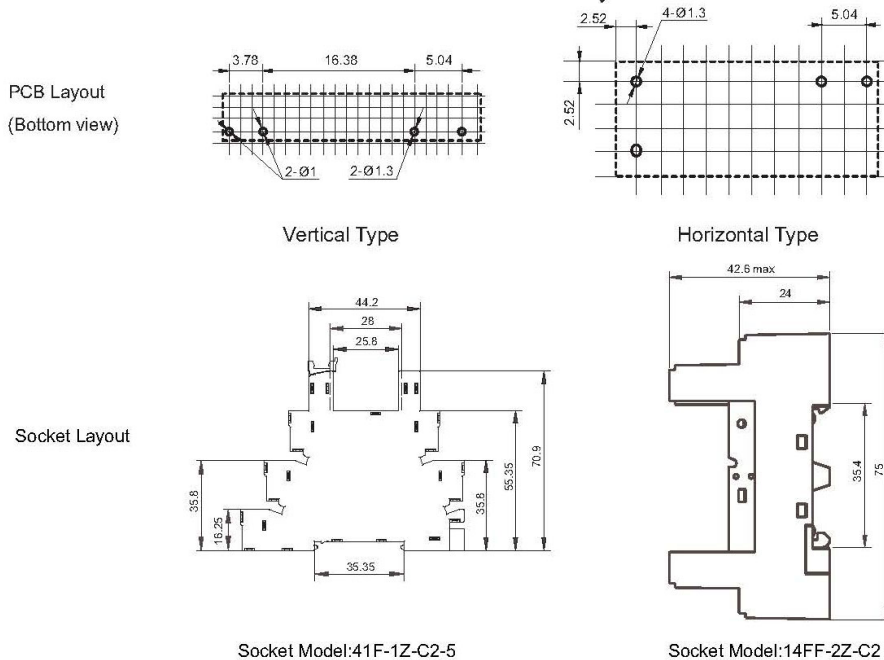 2.52
4-Ø1.3
5.04
3.78
16.38
5.04
PCB Layout
(Bottom view)
2.52
2-Ø1
2-Ø1.3
Vertical Type
Horizontal Type
42.6 max
24
44.2
28
25.8
Socket Layout
35.8
16.25
35.8
55.35
70.9
35.35
35.4
75
Socket Model:41F-1Z-C2-5
Socket Model:14FF-2Z-C2